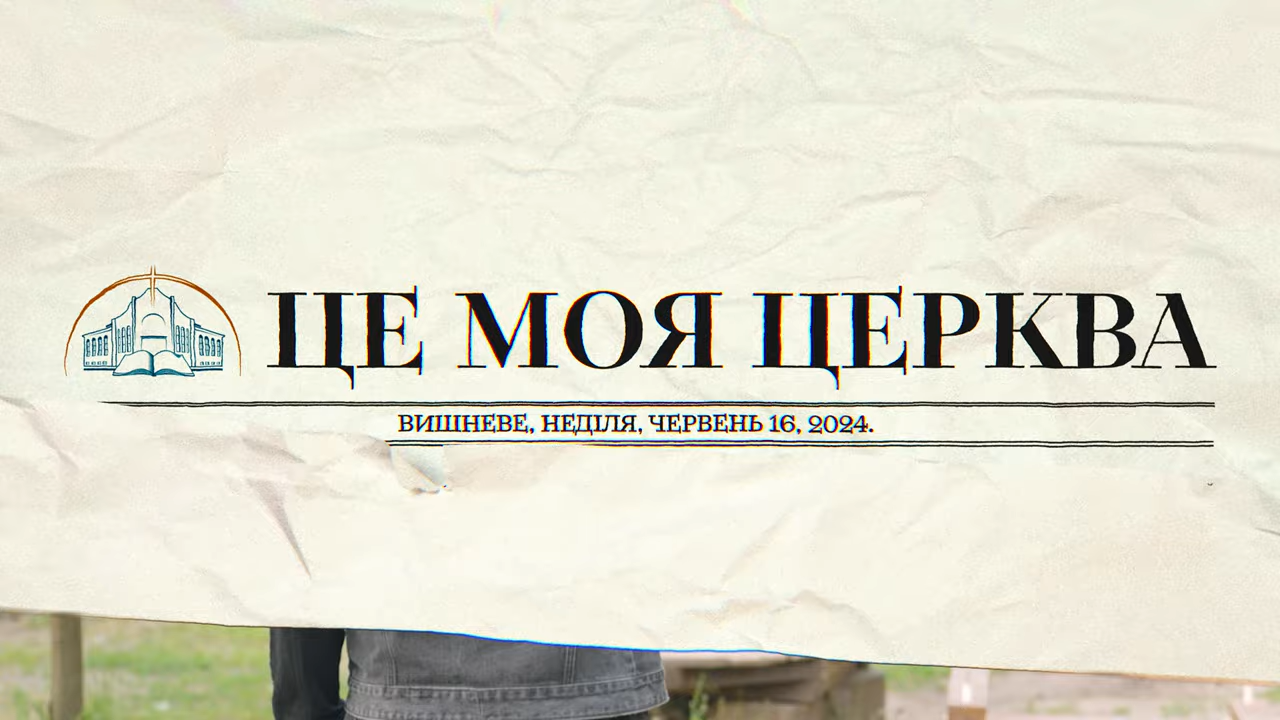 ЦЕ МОЯ ЦЕРКВА
ВИШНЕВЕ, НЕДІЛЯ, ЧЕРВЕНЬ 16, 2024.